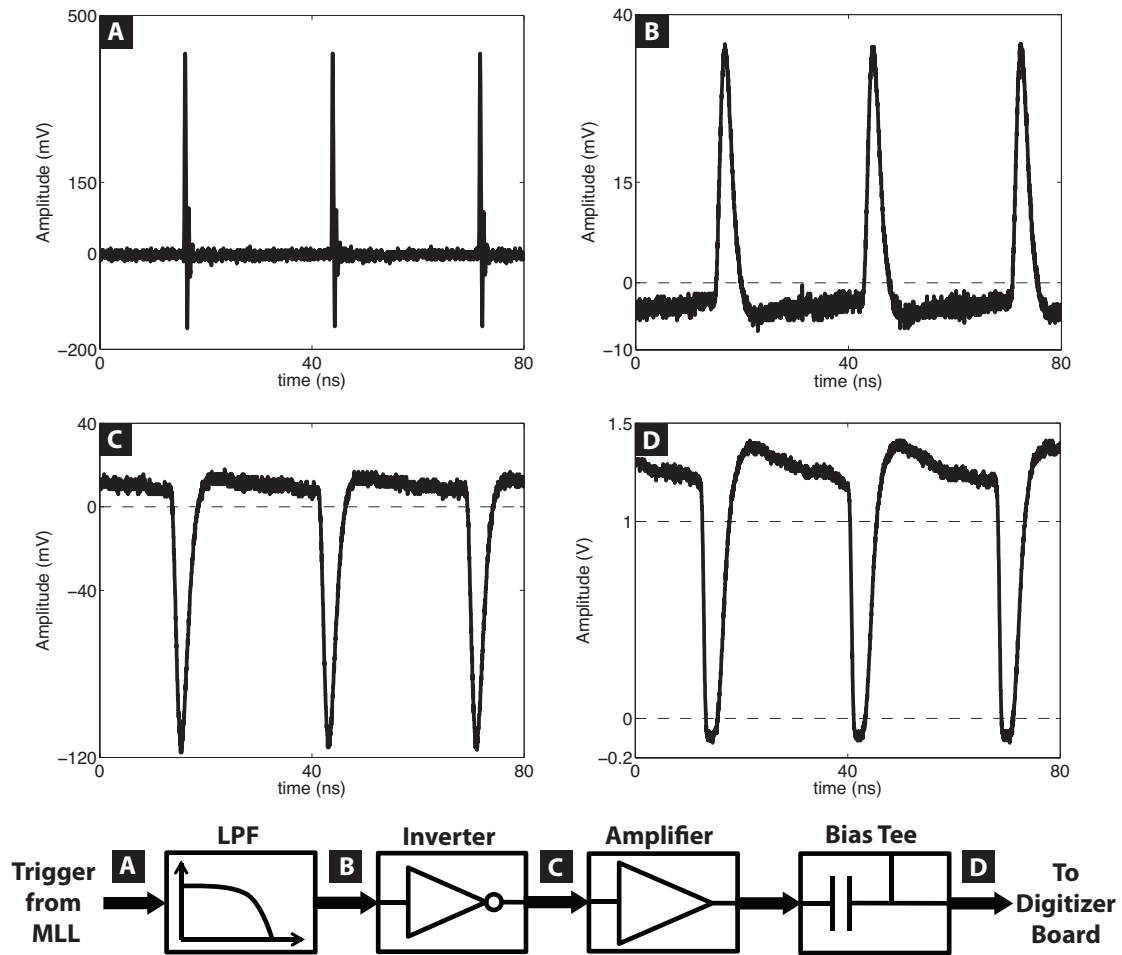 A
500
150
0
−200
Amplitude (mV)
0 40 80
time (ns)
B
40
15
0
−10
Amplitude (mV)
0 40 80
time (ns)
C
40
0
−40
−120
Amplitude (mV)
0 40 80
time (ns)
D
1.5
1
0
−0.2
Amplitude (V)
0 40 80
time (ns)
LPF Inverter Amplifier Bias Tee
A B C D
Trigger
from
MLL
To
Digitizer
Board